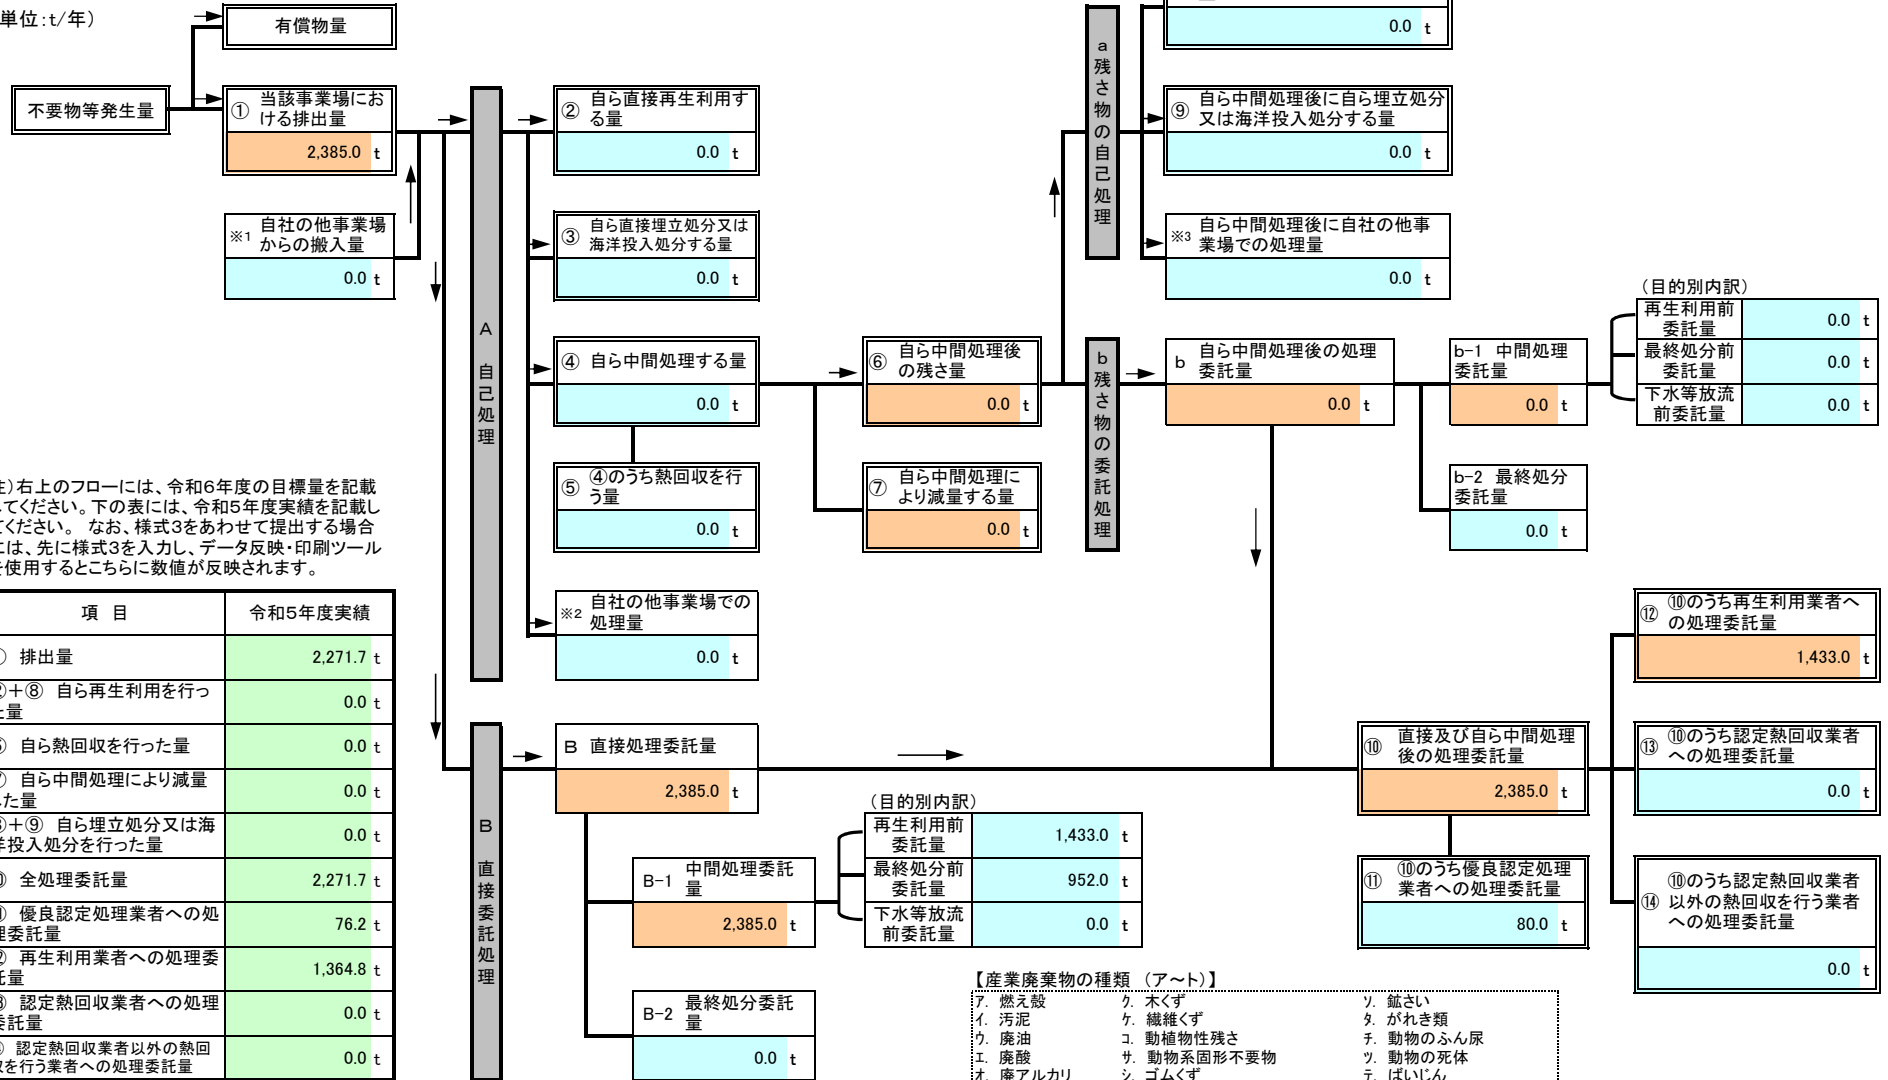 単位：t/年）
有償物量
不要物等発生量
① 当該事業場にお
ける排出量
2,385.0 t
※1 自社の他事業場
からの搬入量
0.0 t
A 自己処理
② 自ら直接再生利用す
る量
0.0 t
③ 自ら直接埋立処分又は
海洋投入処分する量
0.0 t
④ 自ら中間処理する量
0.0 t
⑤ ④のうち熱回収を行
う量
0.0 t
※2 自社の他事業場での
処理量
0.0 t
⑥ 自ら中間処理後
の残さ量
0.0 t
⑦ 自ら中間処理に
より減量する量
0.0 t
a 残さ物の自己処理
0.0 t
⑨ 自ら中間処理後に自ら埋立処分
又は海洋投入処分する量
0.0 t
※3 自ら中間処理後に自社の他事
業場での処理量
0.0 t
b 残さ物の委託処理
b 自ら中間処理後の処理
委託量
0.0 t
b-1 中間処理
委託量
0.0 t
b-2 最終処分
委託量
0.0 t
（目的別内訳）
再生利用前
委託量 0.0 t
最終処分前
委託量 0.0 t
下水等放流
前委託量 0.0 t
）右上のフローには、令和6年度の目標量を記載
てください。下の表には、令和5年度実績を記載し
ください。 なお、様式3をあわせて提出する場合
は、先に様式3を入力し、データ反映・印刷ツール
使用するとこちらに数値が反映されます。
項 目 令和5年度実績
排出量 2,271.7 t
＋⑧ 自ら再生利用を行っ
量 0.0 t
自ら熱回収を行った量 0.0 t
自ら中間処理により減量
た量 0.0 t
＋⑨ 自ら埋立処分又は海
投入処分を行った量 0.0 t
全処理委託量 2,271.7 t
優良認定処理業者への処
理委託量 76.2 t
再生利用業者への処理委
託量 1,364.8 t
認定熱回収業者への処理
委託量 0.0 t
認定熱回収業者以外の熱回
を行う業者への処理委託量 0.0 t
B 直接委託処理
B 直接処理委託量
2,385.0 t
B-1 中間処理委託
量
2,385.0 t
B-2 最終処分委託
量
0.0 t
（目的別内訳）
再生利用前
委託量 1,433.0 t
最終処分前
委託量 952.0 t
下水等放流
前委託量 0.0 t
⑩ 直接及び自ら中間処理
後の処理委託量
2,385.0 t
⑪ ⑩のうち優良認定処理
業者への処理委託量
80.0 t
⑫ ⑩のうち再生利用業者へ
の処理委託量
1,433.0 t
⑬ ⑩のうち認定熱回収業者
への処理委託量
0.0 t
⑭ ⑩のうち認定熱回収業者
以外の熱回収を行う業者
への処理委託量
0.0 t
【産業廃棄物の種類 （ア～ト）】
ア. 燃え殻 ク. 木くず ソ. 鉱さい
イ. 汚泥 ケ. 繊維くず タ. がれき類
ウ. 廃油 コ. 動植物性残さ チ. 動物のふん尿
エ. 廃酸 サ. 動物系固形不要物 ツ. 動物の死体
オ. 廃アルカリ シ. ゴムくず テ. ばいじん